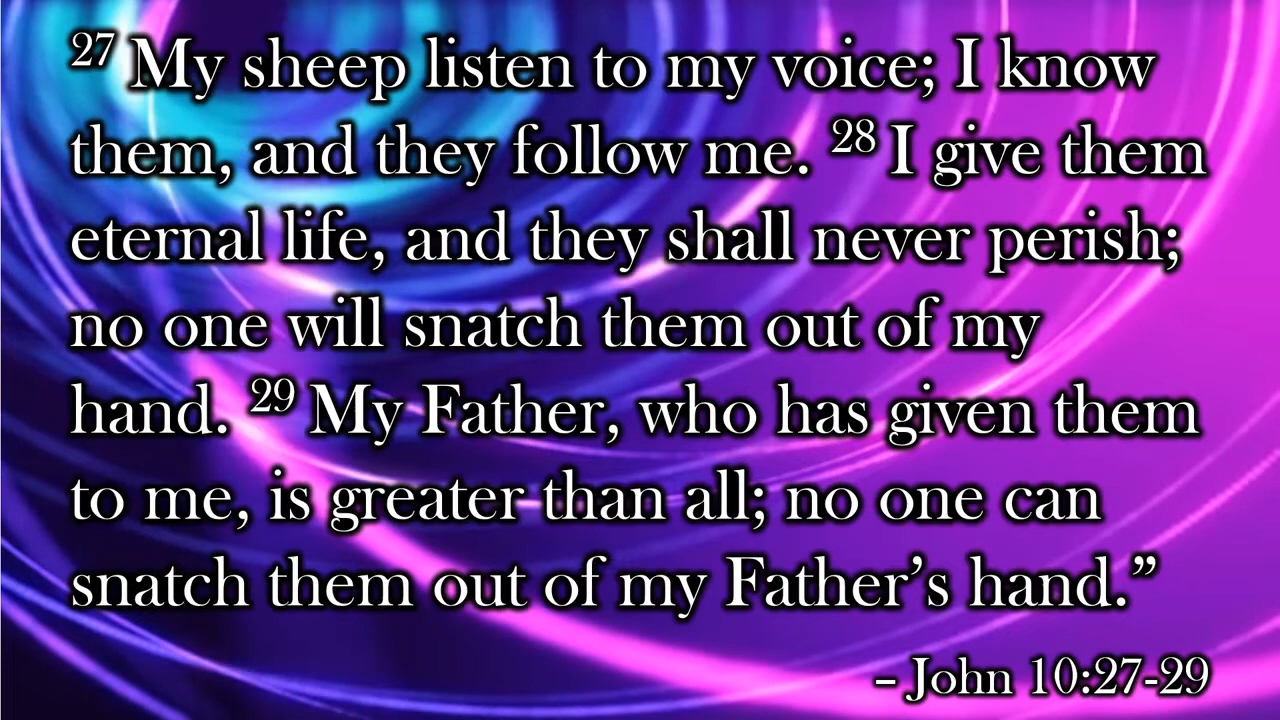 27 My sheep listen to my voice; I know
them, and they follow me. 28 I give them
eternal life, and they shall never perish;
no one will snatch them out of my
hand. 29 My Father, who has given them
to me, is greater than all; no one can
snatch them out of my Father’s hand.”
– John 10:27-29